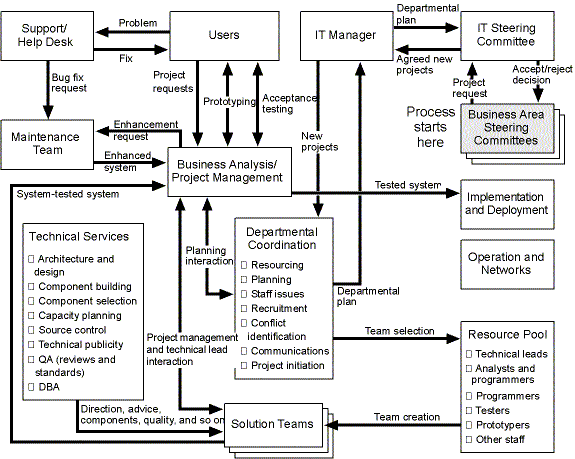 Support/
Help Desk
Problem
Fix
Users
IT Manager
Departmental
plan
Agreed new
projects
IT Steering
Committee
Bug fix
request
Project
requests
Prototyping
Acceptance
testing
Project
request
Accept/reject
decision
Process
starts
here
Business Area
Steering
Committees
Maintenance
Team
Enhancement
request
Enhanced
system
New
projects
Business Analysis/
Project Management
System-tested system
Tested system
Implementation
and Deployment
Technical Services
Architecture and
design
Component building
Component selection
Capacity planning
Source control
Technical publicity
QA (reviews and
standards)
DBA
Planning
interaction
Departmental
Coordination
Resourcing
Planning
Staff issues
Recruitment
Conflict
identification
Communications
Project initiation
Departmental
plan
Operation and
Networks
Project management
and technical lead
interaction
Team selection
Resource Pool
Technical leads
Analysts and
programmers
Programmers
Testers
Prototypers
Other staff
Direction, advice,
components, quality, and so on
Solution Teams
Team creation